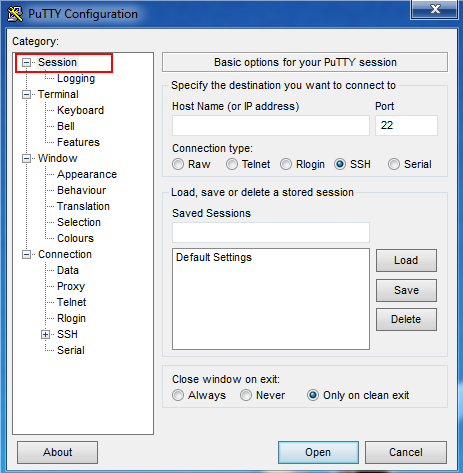 PuTTY Configuration
Category:
Session
Logging
Terminal
Keyboard
Bell
Features
Window
Appearance
Behaviour
Translation
Selection
Colours
Connection
Data
Proxy
Telnet
Rlogin
SSH
Serial
Basic options for your PuTTY session
Specify the destination you want to connect to
Host Name (or IP address) Port
22
Connection type:
Raw Telnet Rlogin SSH Serial
Load, save or delete a stored session
Saved Sessions
Default Settings
Load
Save
Delete
Close window on exit:
Always Never Only on clean exit
About Open Cancel